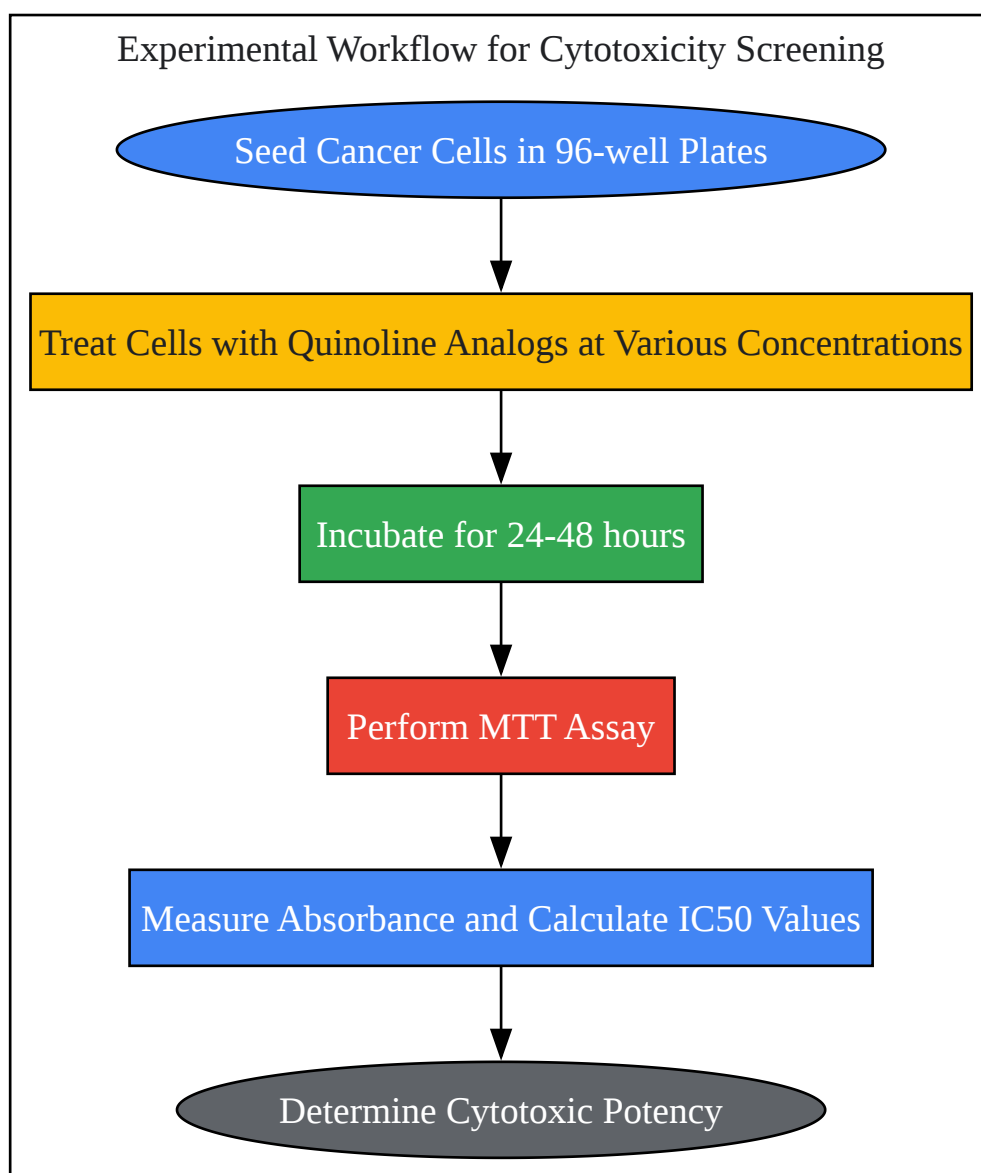 Experimental Workflow for Cytotoxicity Screening
Seed Cancer Cells in 96-well Plates
Treat Cells with Quinoline Analogs at Various Concentrations
Incubate for 24-48 hours
Perform MTT Assay
Measure Absorbance and Calculate IC50 Values
Determine Cytotoxic Potency